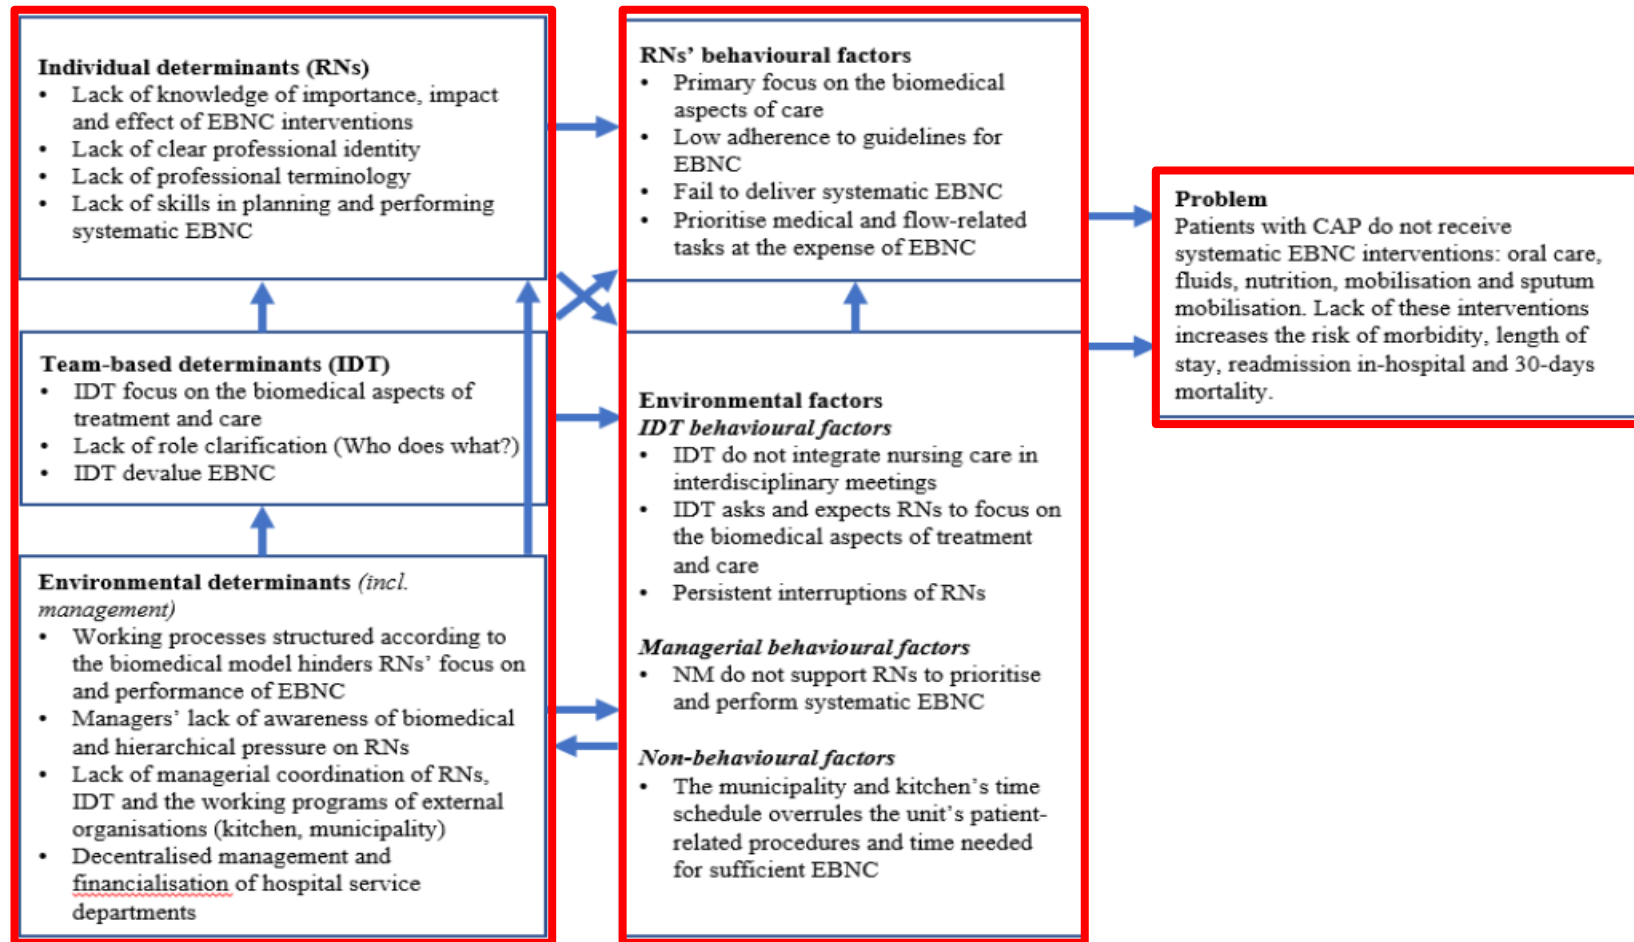 Individual determinants (RNs)
• Lack of knowledge of importance, impact
and effect of EBNC interventions
• Lack of clear professional identity
• Lack of professional terminology
• Lack of skills in planning and performing
systematic EBNC
Team-based determinants (IDT)
• IDT focus on the biomedical aspects of
treatment and care
• Lack of role clarification (Who does what?)
• IDT devalue EBNC
Environmental determinants (incl.
management)
• Working processes structured according to
the biomedical model hinders RNs’ focus on
and performance of EBNC
• Managers’ lack of awareness of biomedical
and hierarchical pressure on RNs
• Lack of managerial coordination of RNs,
IDT and the working programs of external
organisations (kitchen, municipality)
• Decentralised management and
financialisation of hospital service
departments
RNs’ behavioural factors
• Primary focus on the biomedical
aspects of care
• Low adherence to guidelines for
EBNC
• Fail to deliver systematic EBNC
• Prioritise medical and flow-related
tasks at the expense of EBNC
Environmental factors
IDT behavioural factors
• IDT do not integrate nursing care in
interdisciplinary meetings
• IDT asks and expects RNs to focus on
the biomedical aspects of treatment
and care
• Persistent interruptions of RNs
Managerial behavioural factors
• NM do not support RNs to prioritise
and perform systematic EBNC
Non-behavioural factors
• The municipality and kitchen’s time
schedule overrules the unit’s patient-
related procedures and time needed
for sufficient EBNC
Problem
Patients with CAP do not receive
systematic EBNC interventions: oral care,
fluids, nutrition, mobilisation and sputum
mobilisation. Lack of these interventions
increases the risk of morbidity, length of
stay, readmission in-hospital and 30-days
mortality.